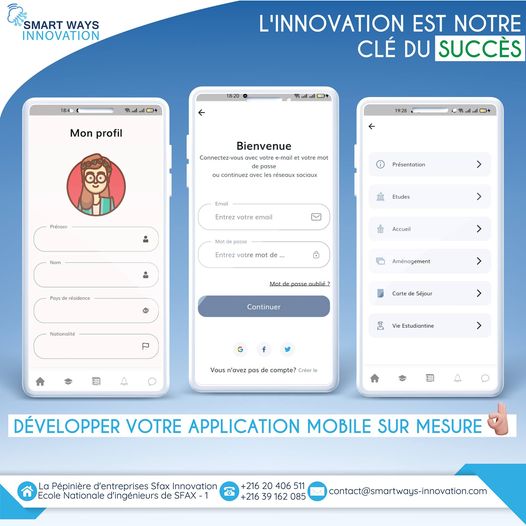 SMART WAYS
INNOVATION
L'INNOVATION EST NOTRE
CLÉ DU SUCCÈS
18:4
Mon profil
Prénom
Nom
Pays de résidence
Nationalité
18:20
Bienvenue
Connectez-vous avec votre e-mail et votre mot
de passe
ou continuez avec les réseaux sociaux
Email
Entrez votre email
Mot de passe
Entrez votre mot de ...
Mot de passe oublié ?
Continuer
G
f
Vous n'avez pas de compte? Créer le
19:28
Présentation
Etudes
Accueil
Aménagement
Carte de Séjour
Vie Estudiantine
DÉVELOPPER VOTRE APPLICATION MOBILE SUR MESURE
La Pépinière d'entreprises Sfax Innovation
Ecole Nationale d'ingénieurs de SFAX - 1
+216 20 406 511
+216 39 162 085
contact@smartways-innovation.com